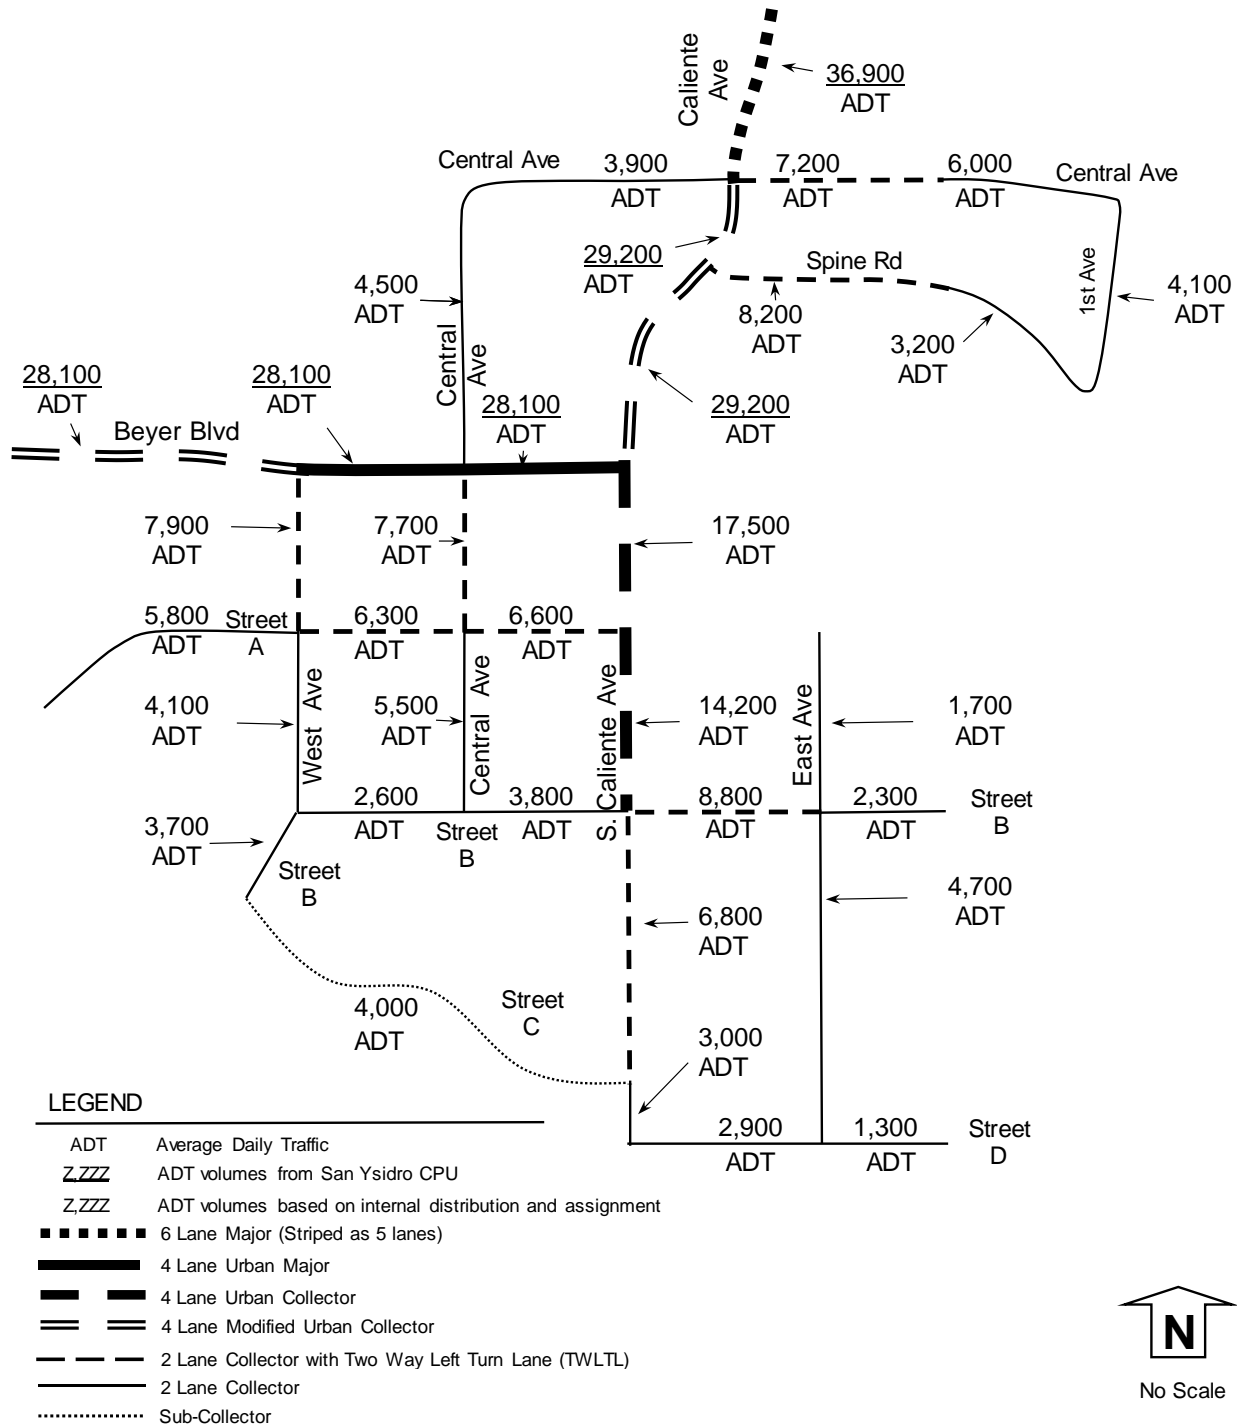 Caliente
Ave
36,900
ADT
Central Ave
3,900
ADT
7,200
ADT
6,000
ADT
Central Ave
29,200
ADT
Spine Rd
8,200
ADT
3,200
ADT
1st Ave
4,100
ADT
4,500
ADT
Central
Ave
28,100
ADT
28,100
ADT
28,100
ADT
29,200
ADT
Beyer Blvd
7,900
ADT
7,700
ADT
17,500
ADT
5,800
ADT
Street
A
6,300
ADT
6,600
ADT
4,100
ADT
West Ave
5,500
ADT
Central Ave
S. Caliente Ave
14,200
ADT
East Ave
1,700
ADT
2,600
ADT
3,800
ADT
Street
B
8,800
ADT
2,300
ADT
Street
B
3,700
ADT
Street
B
4,700
ADT
6,800
ADT
4,000
ADT
Street
C
3,000
ADT
2,900
ADT
1,300
ADT
Street
D
LEGEND
ADT Average Daily Traffic
Z,ZZZ ADT volumes from San Ysidro CPU
Z,ZZZ ADT volumes based on internal distribution and assignment
6 Lane Major (Striped as 5 lanes)
4 Lane Urban Major
4 Lane Urban Collector
4 Lane Modified Urban Collector
2 Lane Collector with Two Way Left Turn Lane (TWLTL)
2 Lane Collector
Sub-Collector
N
No Scale